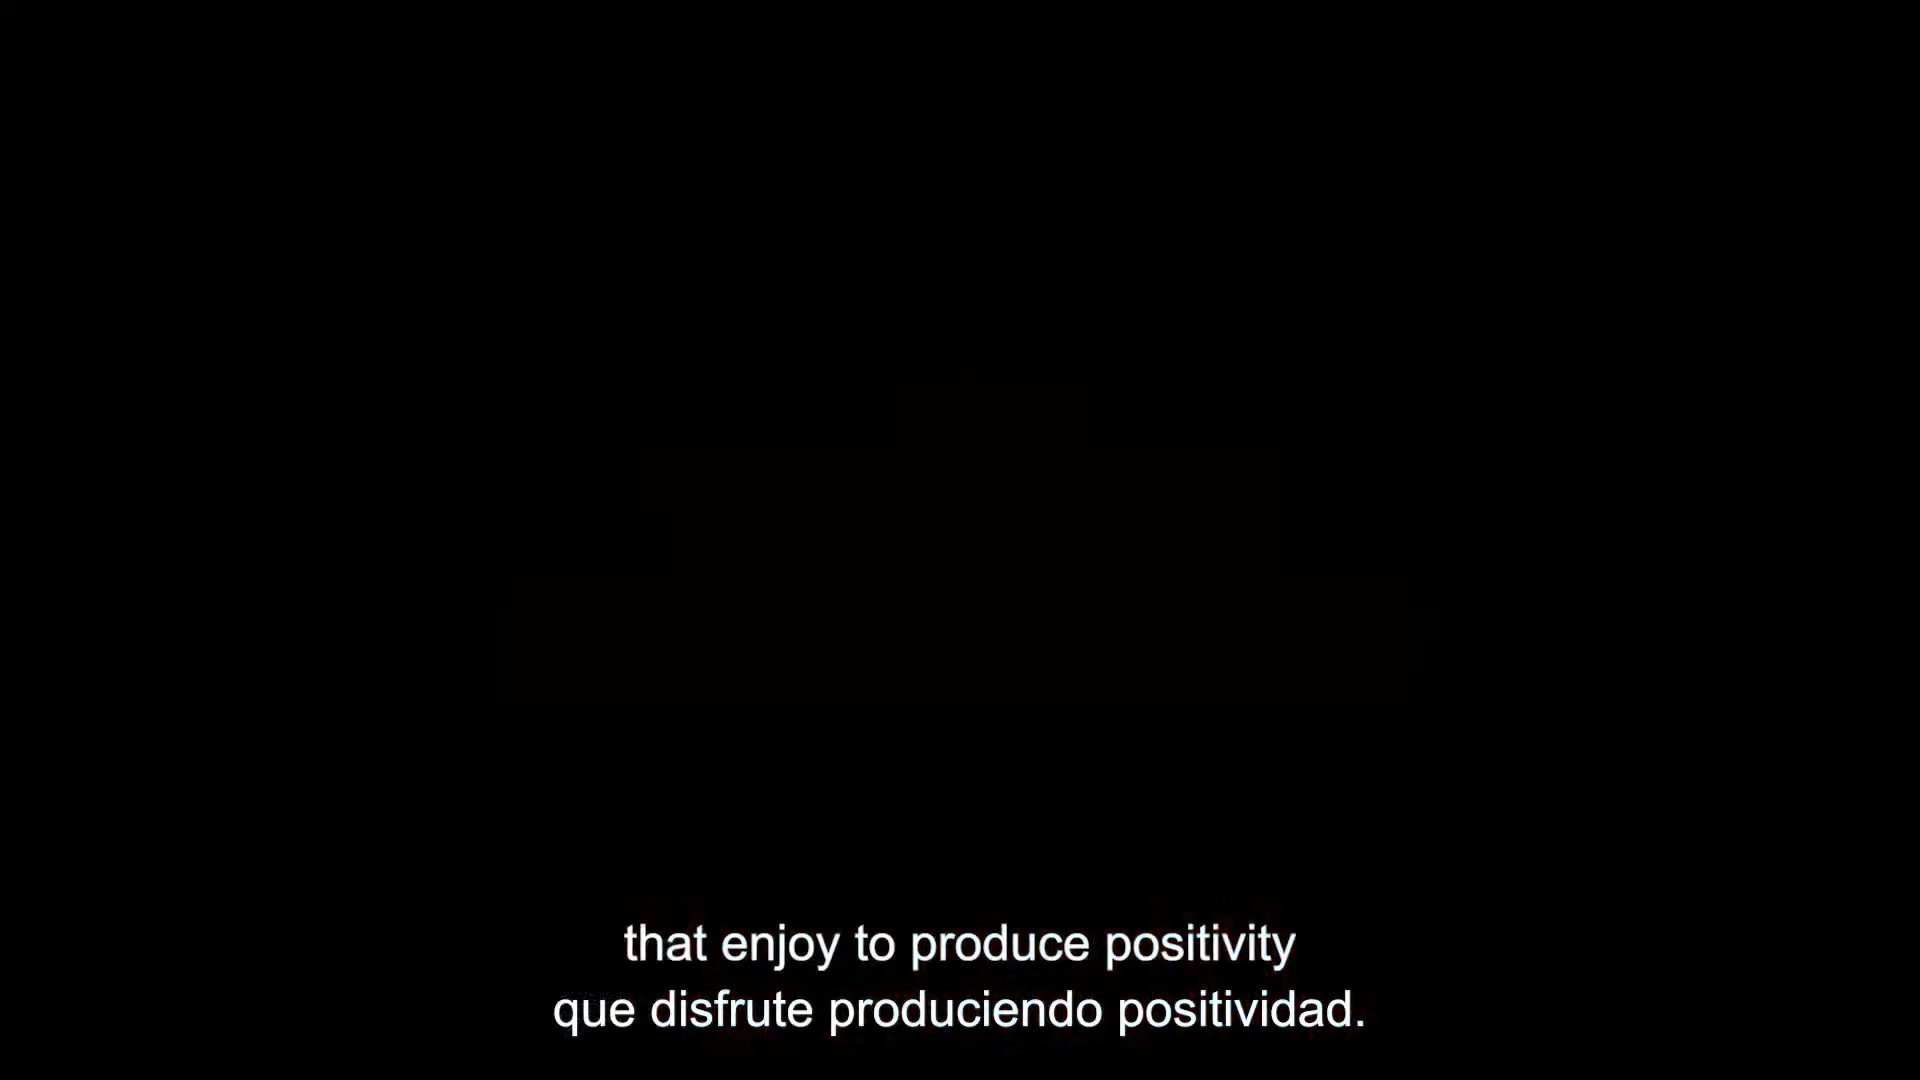 that enjoy to produce positivity
que disfrute produciendo positividad.